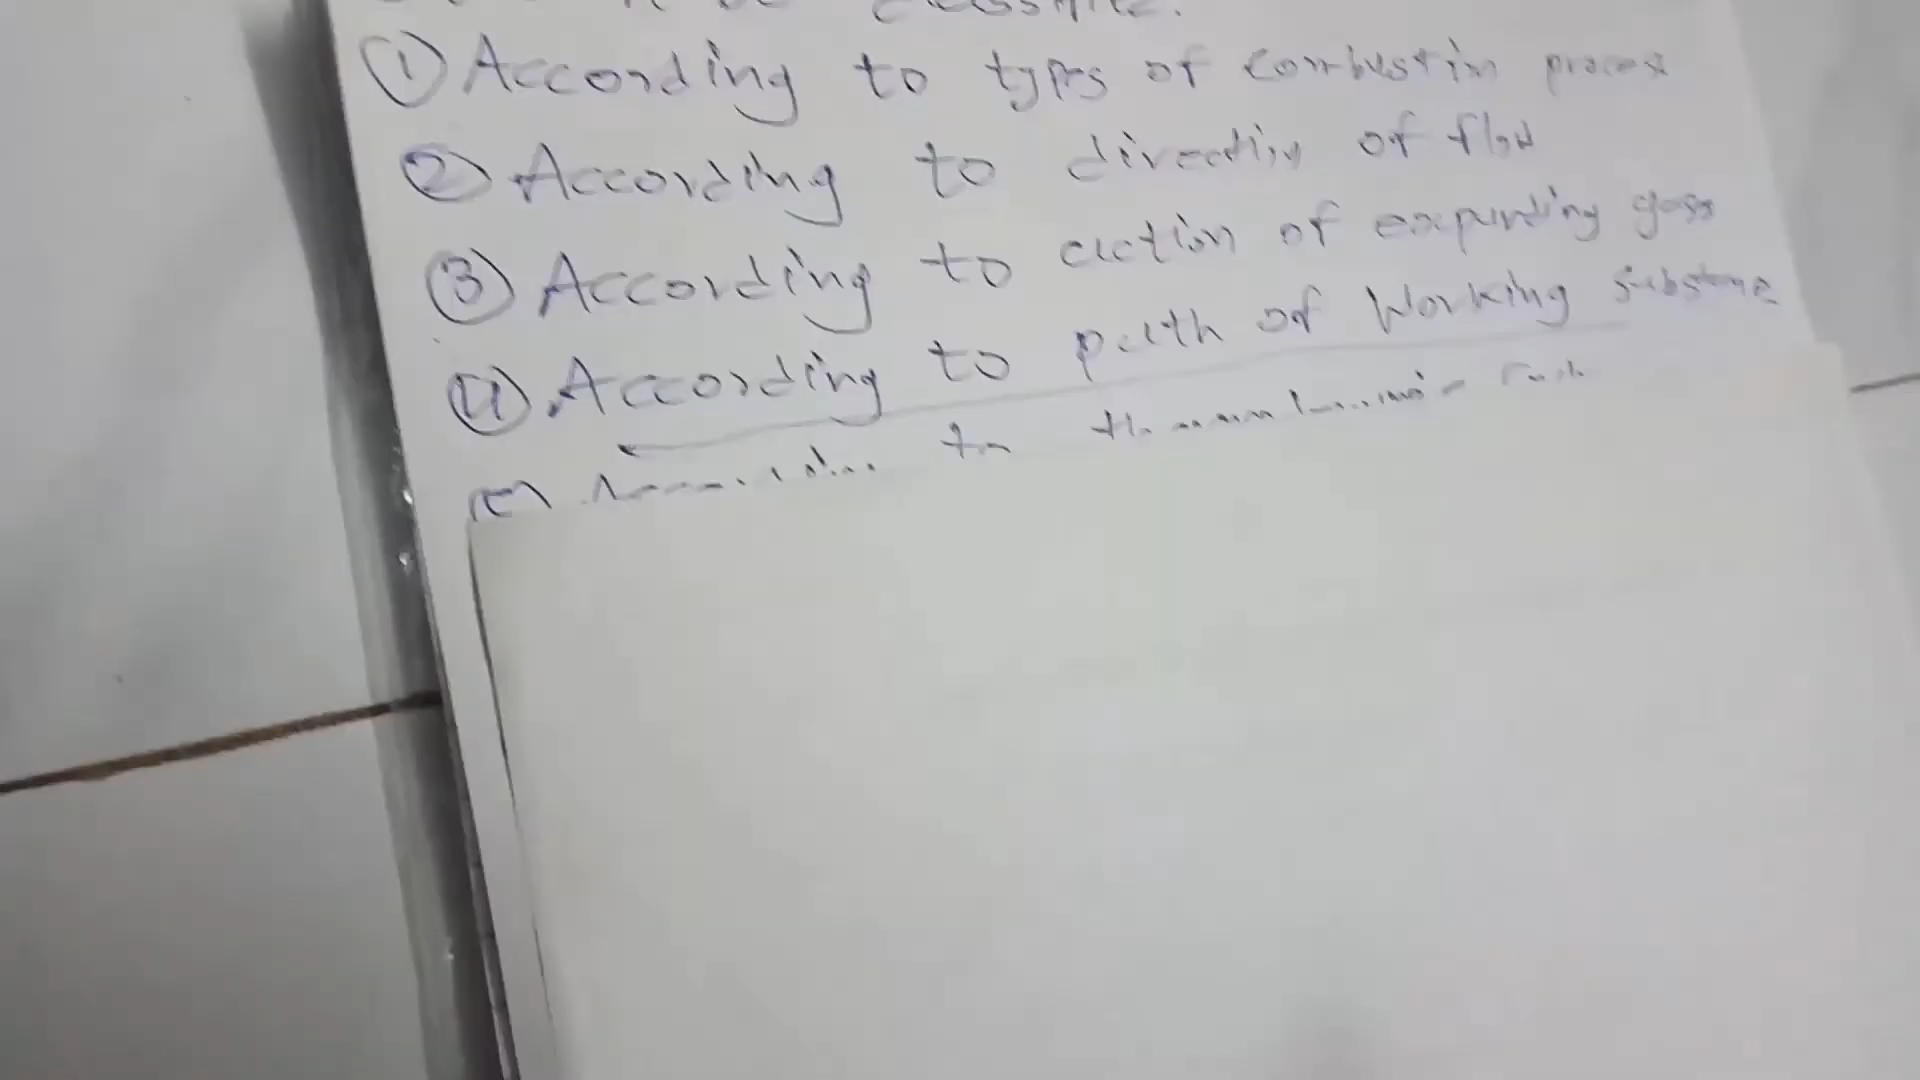 ① According to types of combustion process
② According to direction of flow
③ According to action of expanding gass
④ According to path of Working substance
to